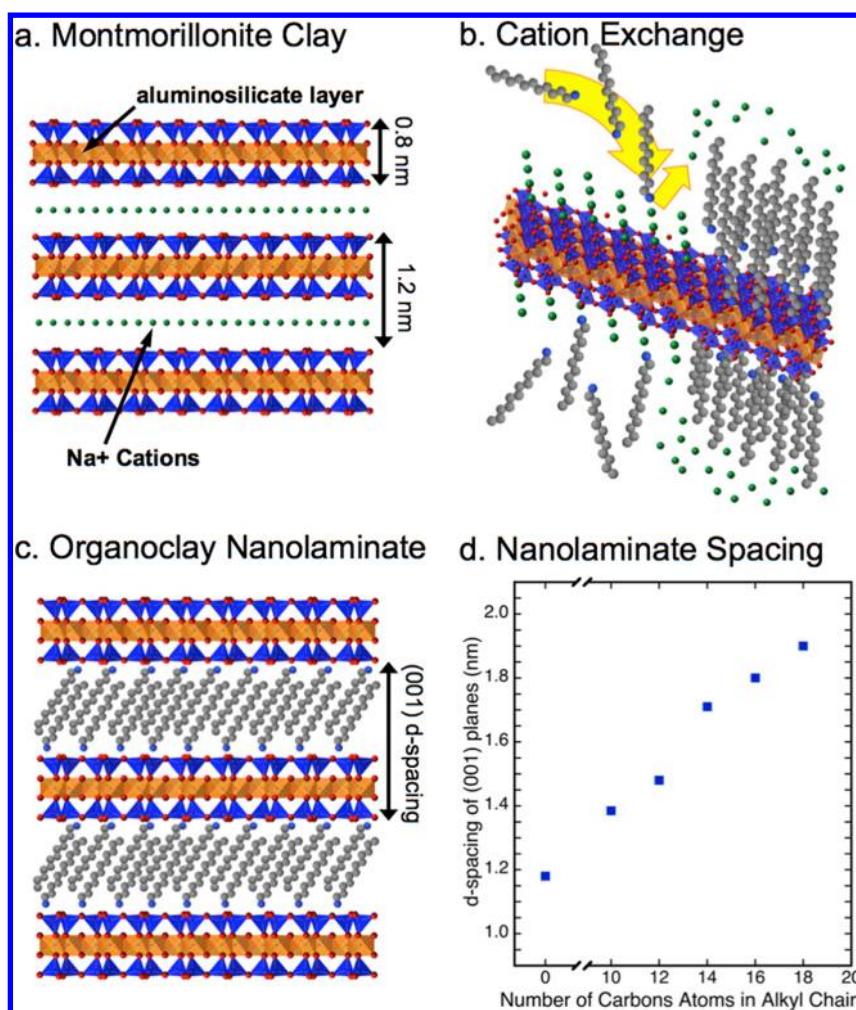 a. Montmorillonite Clay
aluminosilicate layer
0.8 nm
1.2 nm
Na+ Cations
b. Cation Exchange
c. Organoclay Nanolaminate
(001) d-spacing
d. Nanolaminate Spacing
d-spacing of (001) planes (nm)
2.0
1.8
1.6
1.4
1.2
1.0
0
10
12
14
16
18
20
Number of Carbons Atoms in Alkyl Chain